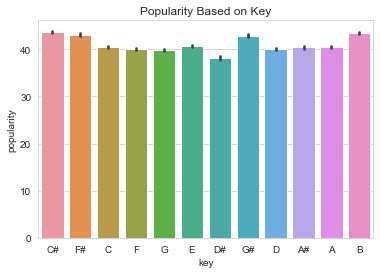 Popularity Based on Key
popularity
40
30
20
10
0
C# F# C F G E D# G# D A# A B
key